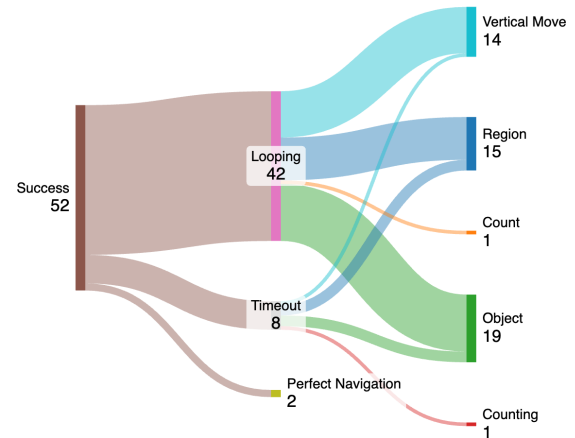 Vertical Move
14
Region
15
Looping
42
Success
52
Count
1
Timeout
8
Object
19
Perfect Navigation
2
Counting
1